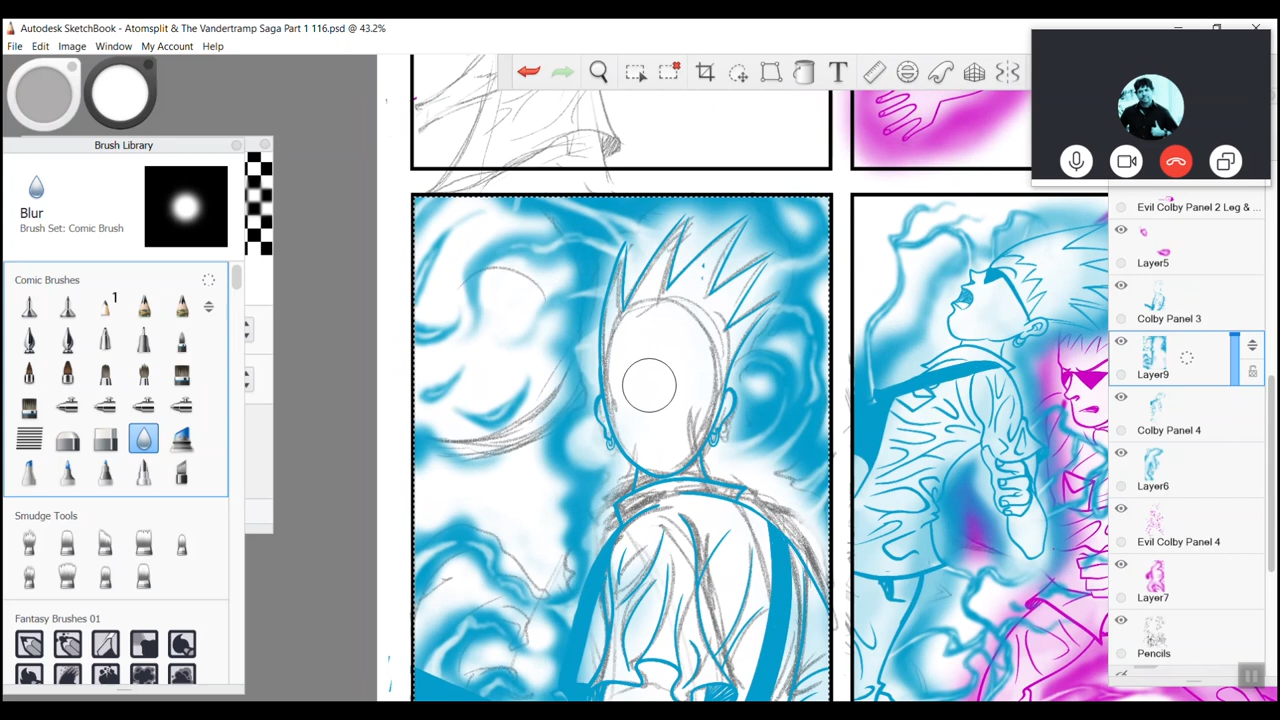 Autodesk SketchBook - Atomsplit & The Vandertramp Saga Part 1 116.psd @ 43.2%
File Edit Image Window My Account Help
Brush Library
Blur
Brush Set: Comic Brush
Comic Brushes
1
Smudge Tools
Fantasy Brushes 01
T
Evil Colby Panel 2 Leg & ...
Layer5
Colby Panel 3
Layer9
Colby Panel 4
Layer6
Evil Colby Panel 4
Layer7
Pencils